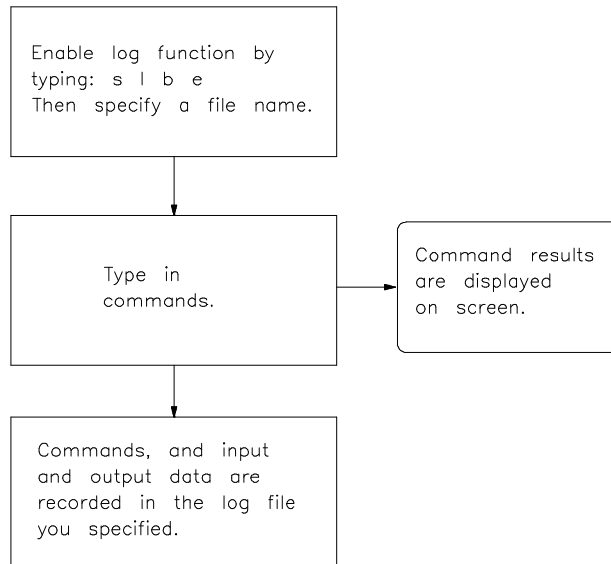 Enable log function by
typing: s l b e
Then specify a file name.
Type in
commands.
Command results
are displayed
on screen.
Commands, and input
and output data are
recorded in the log file
you specified.